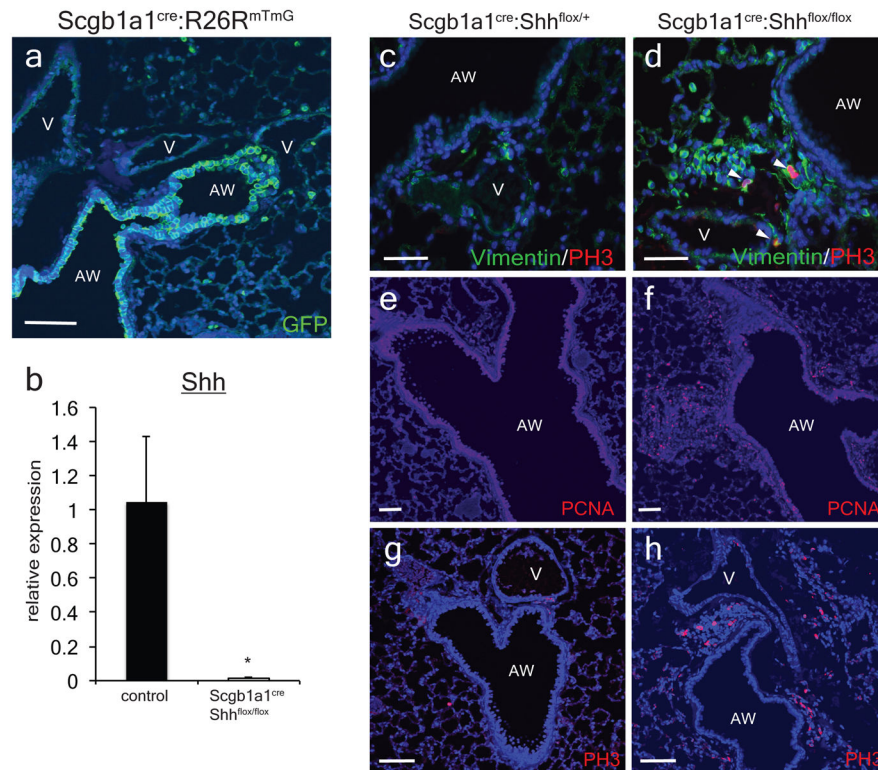 Scgb1a1cre:R26RmTmG
a
V
V
V
AW
AW
GFP
b
Shh
relative expression
1.6
1.4
1.2
1
0.8
0.6
0.4
0.2
0
*
control
Scgb1a1cre
Shhflox/flox
Scgb1a1cre:Shhflox/+
Scgb1a1cre:Shhflox/flox
c
AW
V
Vimentin/PH3
d
AW
V
Vimentin/PH3
e
AW
PCNA
f
AW
PCNA
g
V
AW
PH3
h
V
AW
PH3